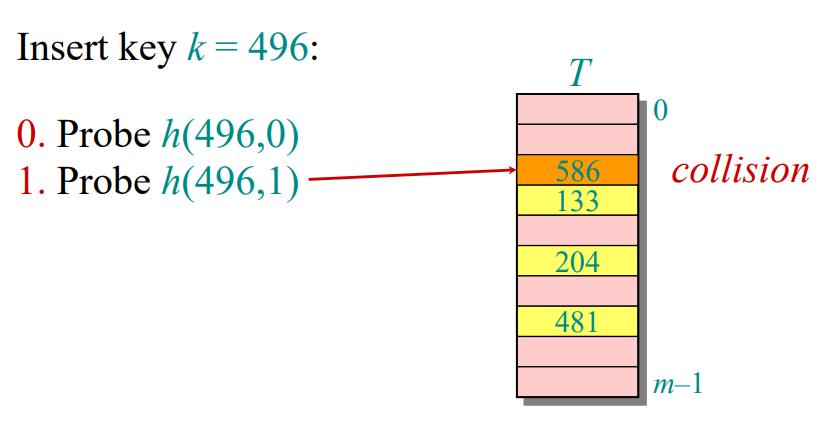 Insert key k = 496:
T
0
0. Probe h(496,0)
1. Probe h(496,1)
586
collision
133
204
481
m–1